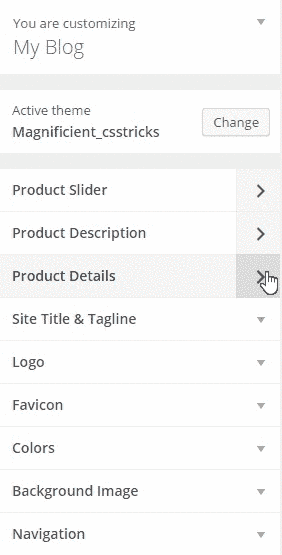 You are customizing
My Blog
Active theme
Magnificient_csstricks
Change
Product Slider
Product Description
Product Details
Site Title & Tagline
Logo
Favicon
Colors
Background Image
Navigation